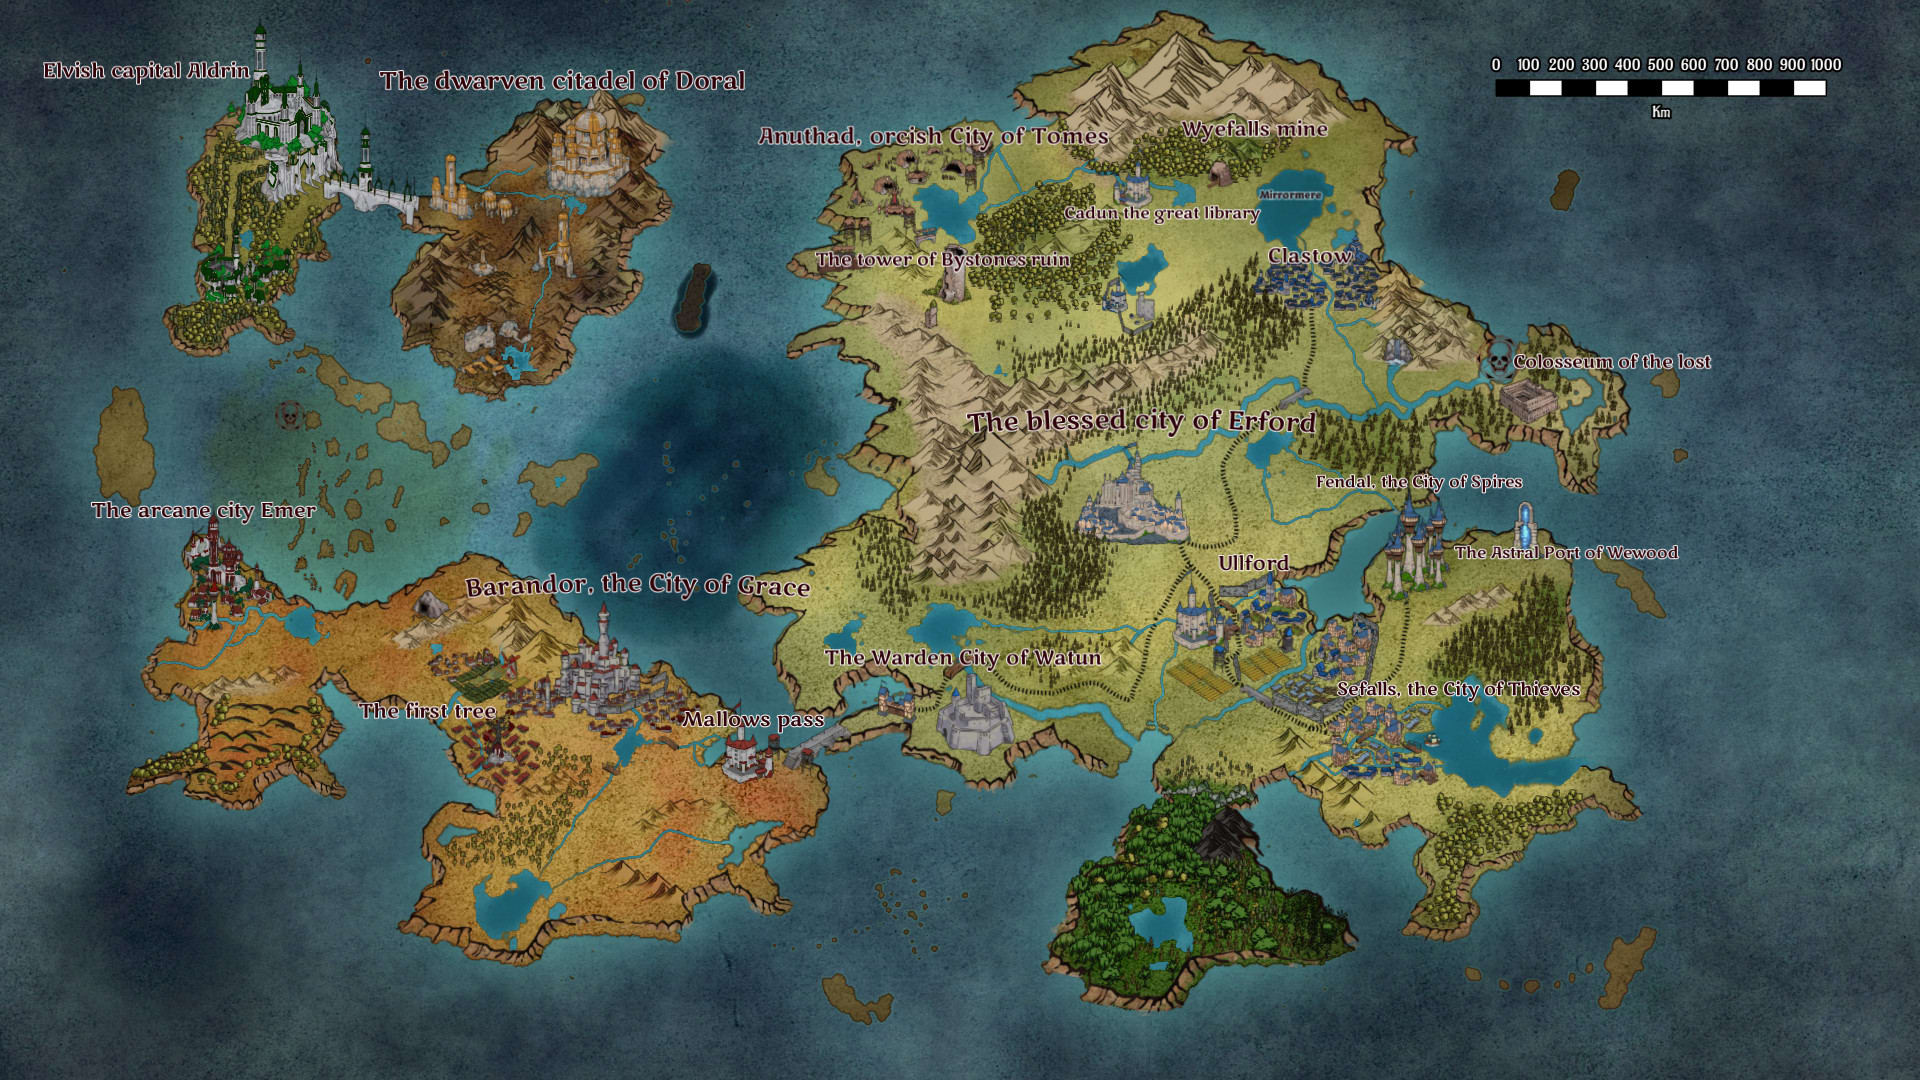 0 100 200 300 400 500 600 700 800 900 1000
Km
Elvish capital Aldrin
The dwarven citadel of Doral
Anuthad, orcish City of Tomes
Wyefalls mine
Mirrormere
Cadun the great library
The tower of Bystones ruin
Clastow
Colosseum of the lost
The blessed city of Erford
Fendal, the City of Spires
The arcane city Emer
The Astral Port of Wewood
Ullford
Barandor, the City of Grace
The Warden City of Watun
Sefalls, the City of Thieves
The first tree
Mallows pass